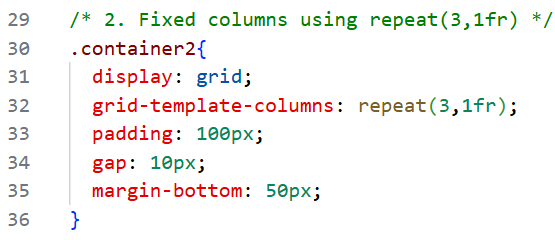 29 /* 2. Fixed columns using repeat(3,1fr) */
30 .container2{
31   display: grid;
32   grid-template-columns: repeat(3,1fr);
33   padding: 100px;
34   gap: 10px;
35   margin-bottom: 50px;
36 }